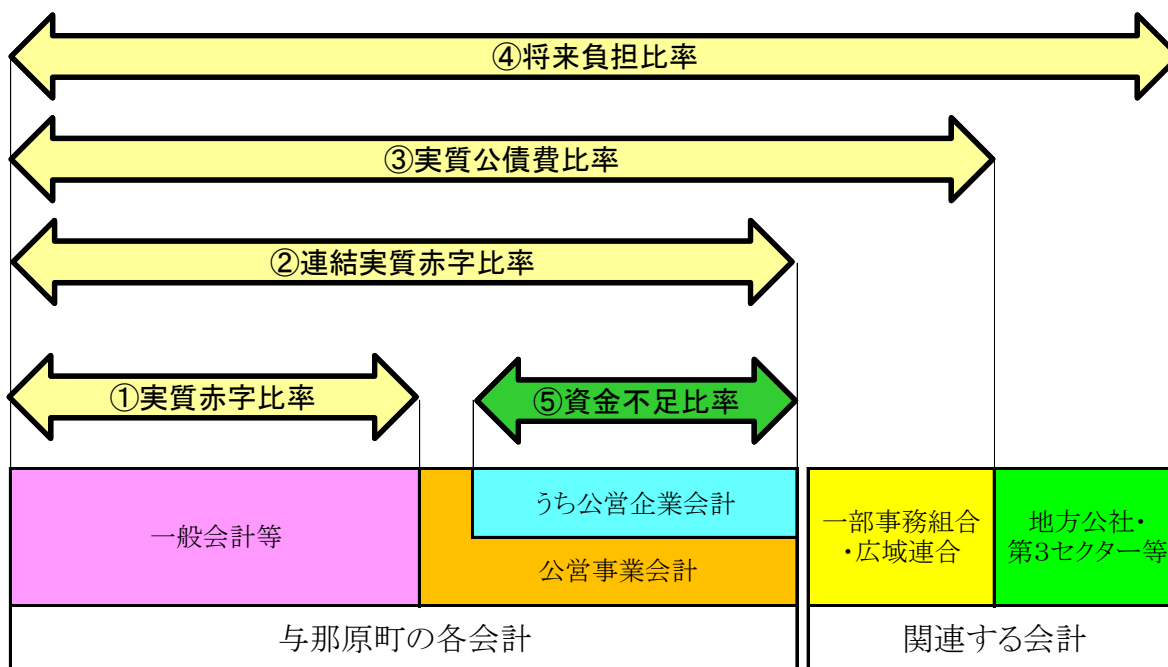 ④将来負担比率
③実質公債費比率
②連結実質赤字比率
①実質赤字比率
⑤資金不足比率
一般会計等
うち公営企業会計
公営事業会計
一部事務組合
・広域連合
地方公社・
第3セクター等
与那原町の各会計
関連する会計